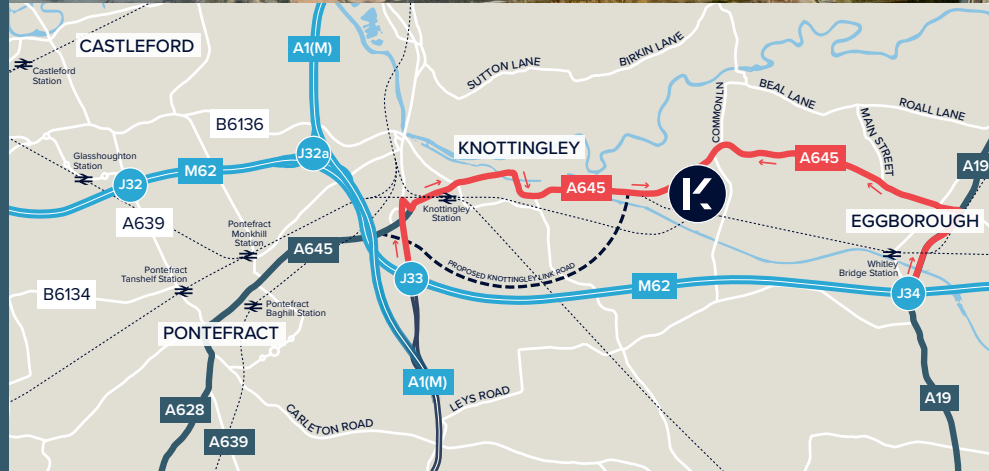 CASTLEFORD
A1(M)
Castleford
Station
SUTTON LANE
BIRKIN LANE
COMMON LN
BEAL LANE
ROALL LANE
MAIN STREET
B6136
J32a
KNOTTINGLEY
Glasshoughton
Station
J32
M62
A645
A645
A19
K
Knottingley
Station
A639
Pontefract
Monkhill
Station
A645
EGGBOROUGH
Whitley
Bridge Station
Pontefract
Tanshelf Station
PROPOSED KNOTTINGLEY LINK ROAD
J33
M62
J34
B6134
Pontefract
Baghill Station
PONTEFRACT
A1(M)
LEYS ROAD
A19
A628
CARLETON ROAD
A639